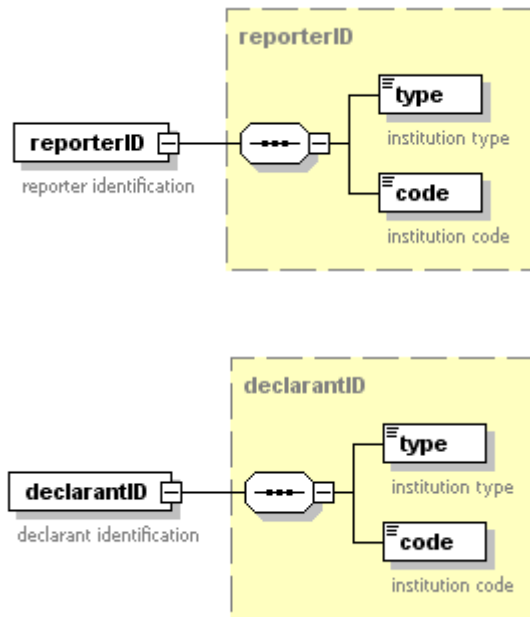 reporterID
type
institution type
reporterID
reporter identification
code
institution code
declarantID
type
institution type
declarantID
declarant identification
code
institution code